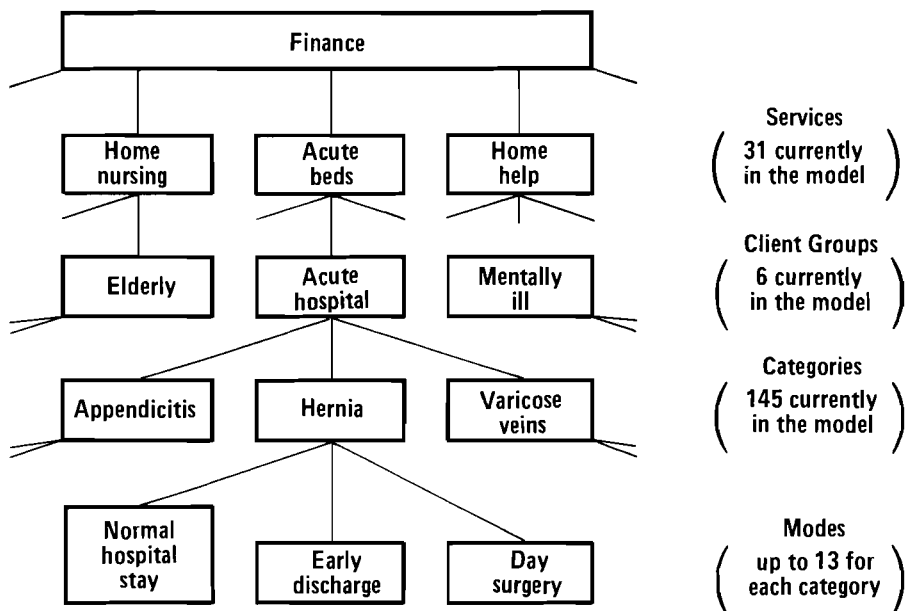 Finance
Services
Home
nursing
Acute
beds
Home
help
31 currently
in the model
Client Groups
Elderly
Acute
hospital
Mentally
ill
6 currently
in the model
Categories
Appendicitis
Hernia
Varicose
veins
145 currently
in the model
Modes
Normal
hospital
stay
Early
discharge
Day
surgery
up to 13 for
each category